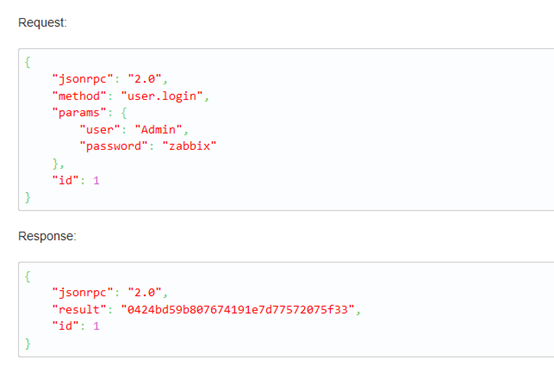 Request:
{
    "jsonrpc": "2.0",
    "method": "user.login",
    "params": {
        "user": "Admin",
        "password": "zabbix"
    },
    "id": 1
}
Response:
{
    "jsonrpc": "2.0",
    "result": "0424bd59b807674191e7d77572075f33",
    "id": 1
}